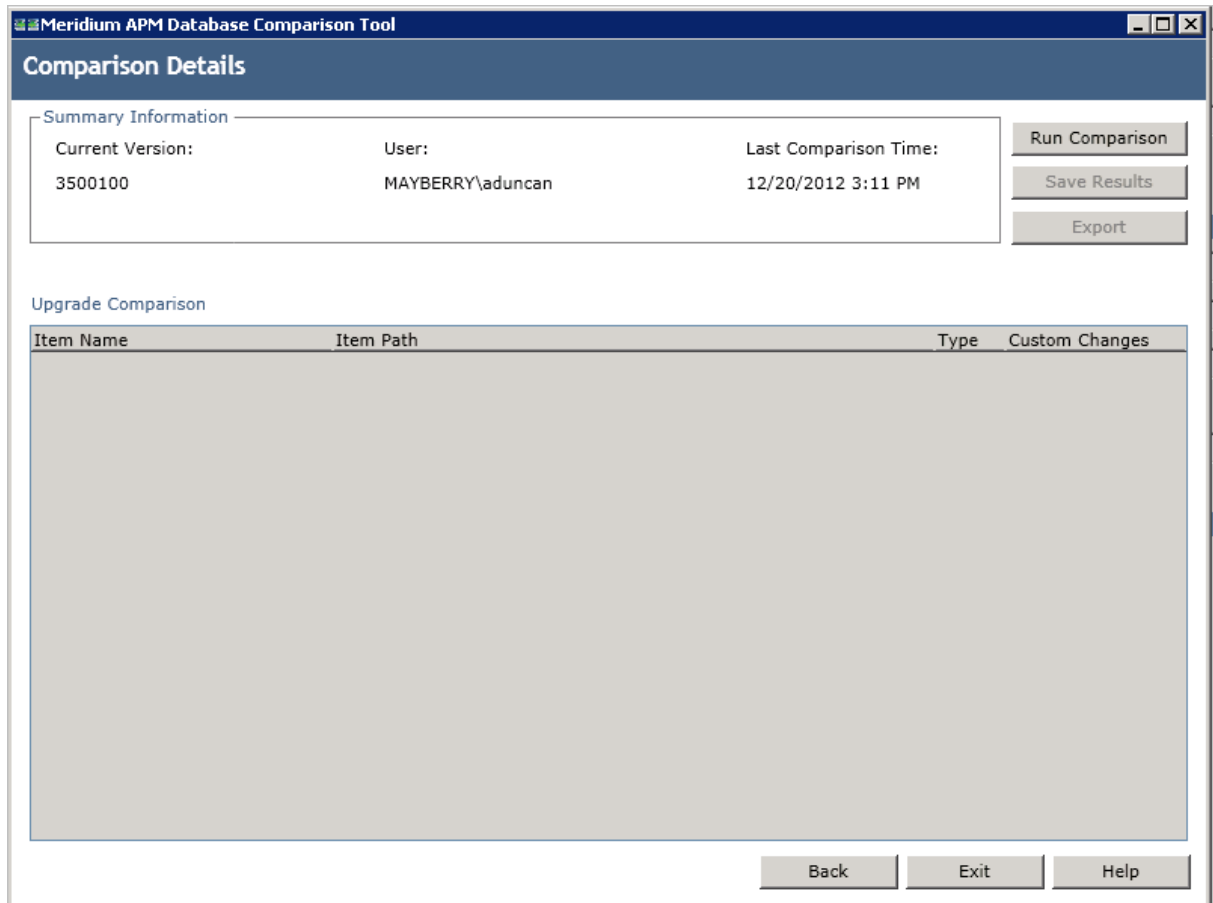 Meridium APM Database Comparison Tool
Comparison Details
Summary Information
Current Version: User: Last Comparison Time:
3500100 MAYBERRY\aduncan 12/20/2012 3:11 PM
Run Comparison
Save Results
Export
Upgrade Comparison
Item Name Item Path Type Custom Changes
Back Exit Help